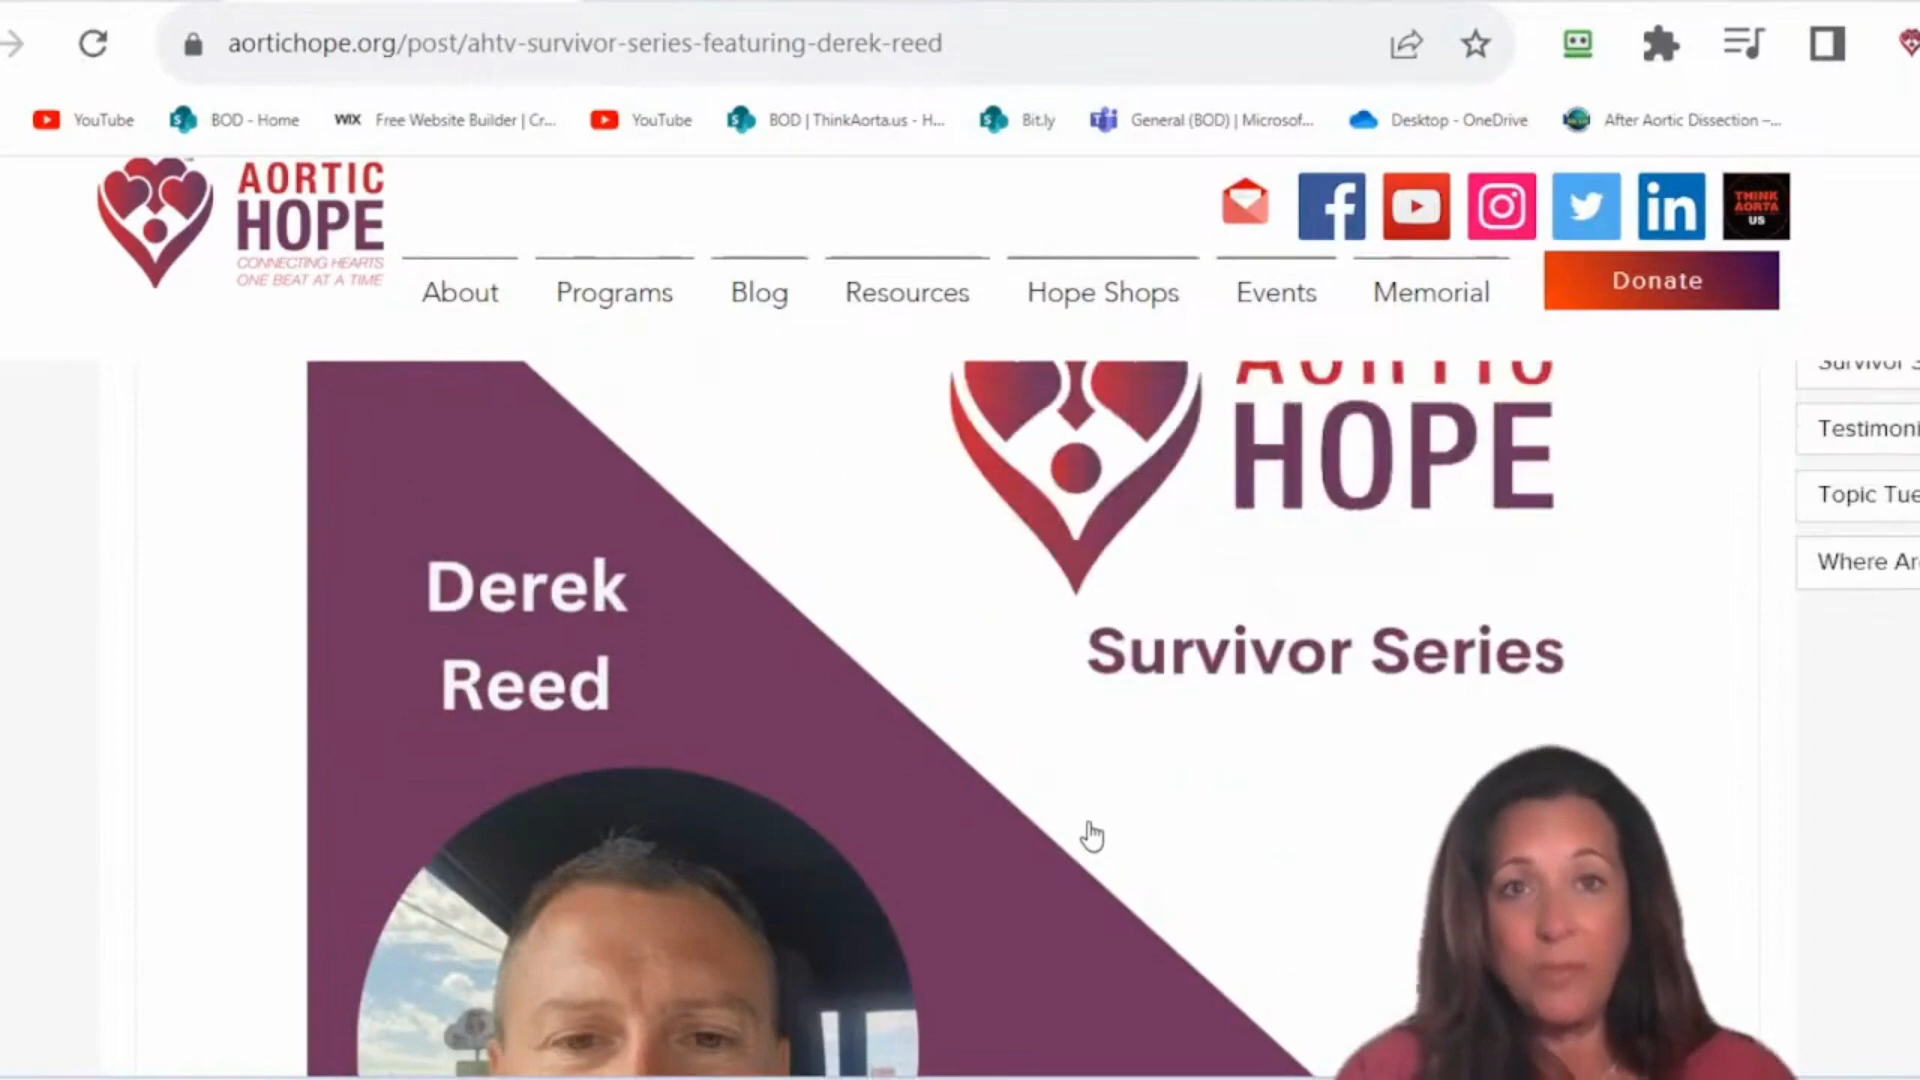 aortichope.org/post/ahtv-survivor-series-featuring-derek-reed
YouTube BOD - Home WIX Free Website Builder | Cr... YouTube BOD | ThinkAorta.us - H... Bit.ly General (BOD) | Microsof... Desktop - OneDrive After Aortic Dissection –...
AORTIC
HOPE
CONNECTING HEARTS
ONE BEAT AT A TIME
THINK
AORTA
US
About Programs Blog Resources Hope Shops Events Memorial Donate
AORTIC
HOPE
Survivor Series
Derek
Reed
Survivor S
Testimoni
Topic Tue
Where Ar